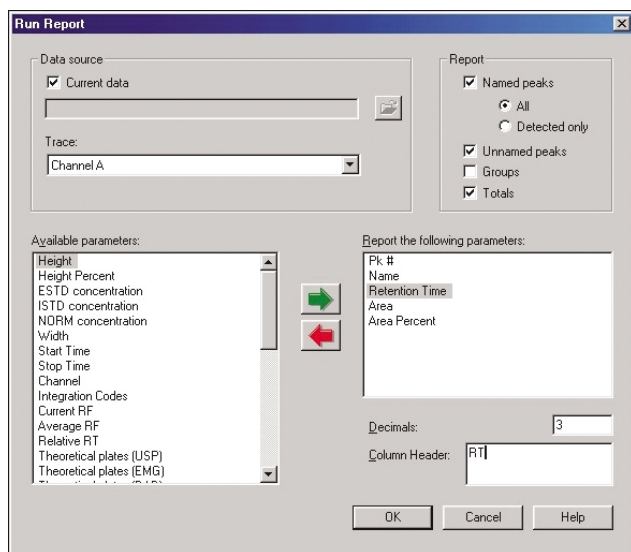 Run Report
Data source
Current data
Trace:
Channel A
Report
Named peaks
All
Detected only
Unnamed peaks
Groups
Totals
Available parameters:
Height
Height Percent
ESTD concentration
ISTD concentration
NORM concentration
Width
Start Time
Stop Time
Channel
Integration Codes
Current RF
Average RF
Relative RT
Theoretical plates (USP)
Theoretical plates (EMG)
Report the following parameters:
Pk #
Name
Retention Time
Area
Area Percent
Decimals:
3
Column Header:
RT
OK
Cancel
Help